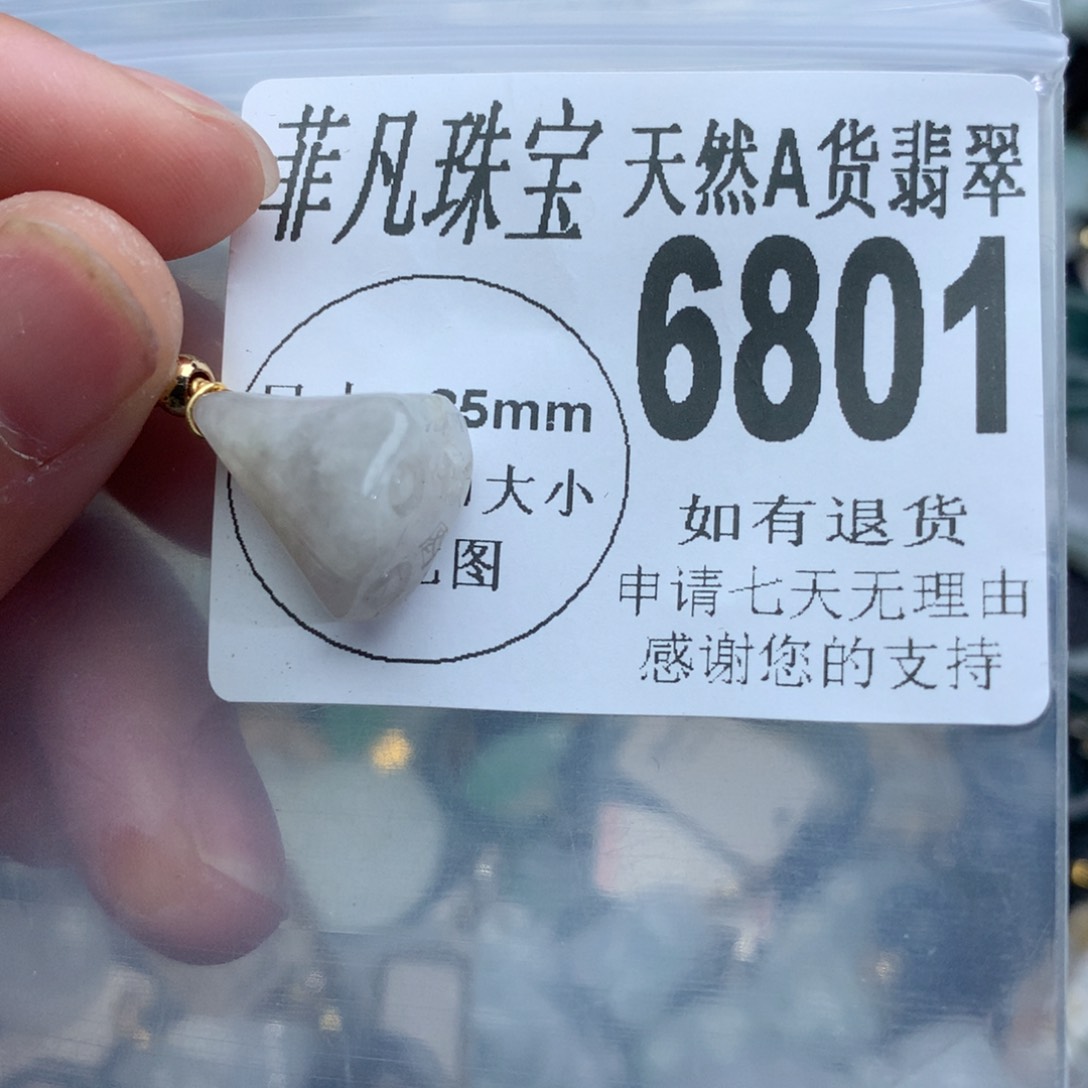 菲凡珠宝 天然A货翡翠
6801
5mm
大小
图
如有退货
申请七天无理由
感谢您的支持